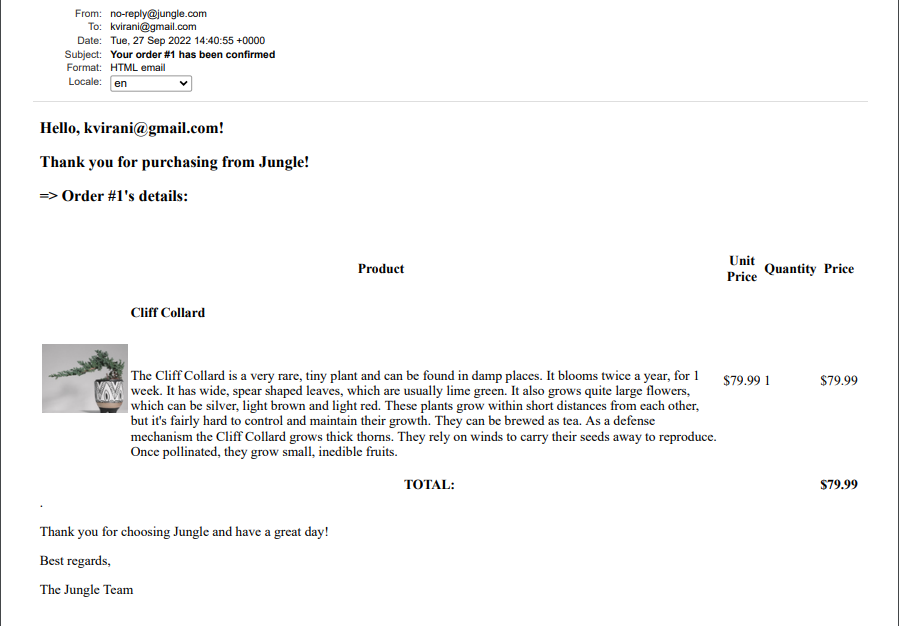 From: no-reply@jungle.com
To: kvirani@gmail.com
Date: Tue, 27 Sep 2022 14:40:55 +0000
Subject: Your order #1 has been confirmed
Format: HTML email
Locale: en
Hello, kvirani@gmail.com!
Thank you for purchasing from Jungle!
=> Order #1's details:
Product Unit Price Quantity Price
Cliff Collard
The Cliff Collard is a very rare, tiny plant and can be found in damp places. It blooms twice a year, for 1
week. It has wide, spear shaped leaves, which are usually lime green. It also grows quite large flowers,
which can be silver, light brown and light red. These plants grow within short distances from each other,
but it's fairly hard to control and maintain their growth. They can be brewed as tea. As a defense
mechanism the Cliff Collard grows thick thorns. They rely on winds to carry their seeds away to reproduce.
Once pollinated, they grow small, inedible fruits.
$79.99 1 $79.99
TOTAL: $79.99
.
Thank you for choosing Jungle and have a great day!
Best regards,
The Jungle Team